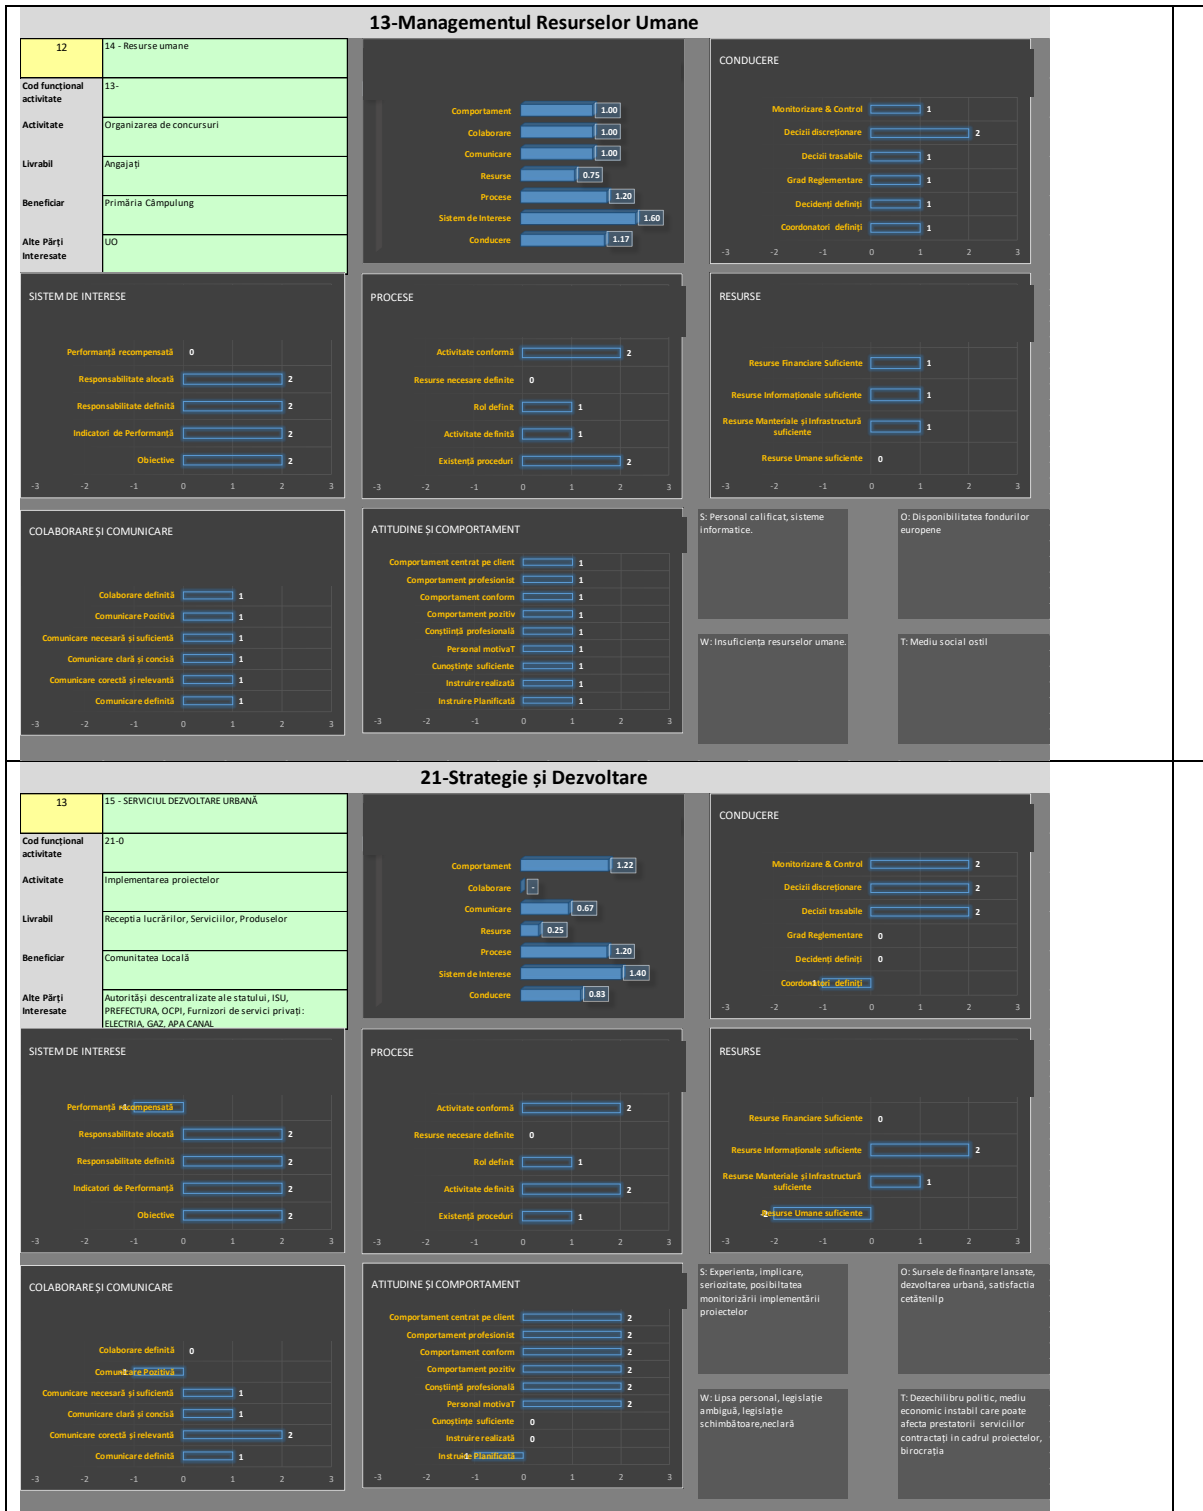 13-Managementul Resurselor Umane
12
14 - Resurse umane
Cod funcțional
activitate
13-
Activitate
Organizarea de concursuri
Livrabil
Angajați
Beneficiar
Primăria Câmpulung
Alte Părți
Interesate
UO
Comportament 1.00
Colaborare 1.00
Comunicare 1.00
Resurse 0.75
Procese 1.20
Sistem de Interese 1.60
Conducere 1.17
CONDUCERE
Monitorizare & Control 1
Decizii discreționare 2
Decizii trasabile 1
Grad Reglementare 1
Decidenți definiți 1
Coordonatori definiți 1
-3 -2 -1 0 1 2 3
SISTEM DE INTERESE
Performanță recompensată 0
Responsabilitate alocată 2
Responsabilitate definită 2
Indicatori de Performanță 2
Obiective 2
-3 -2 -1 0 1 2 3
PROCESE
Activitate conformă 2
Resurse necesare definite 0
Rol definit 1
Activitate definită 1
Existență proceduri 2
-3 -2 -1 0 1 2 3
RESURSE
Resurse Financiare Suficiente 1
Resurse Informaționale suficiente 1
Resurse Manteriale și Infrastructură
suficiente 1
Resurse Umane suficiente 0
-3 -2 -1 0 1 2 3
COLABORARE ȘI COMUNICARE
Colaborare definită 1
Comunicare Pozitivă 1
Comunicare necesară și suficientă 1
Comunicare clară și concisă 1
Comunicare corectă și relevantă 1
Comunicare definită 1
-3 -2 -1 0 1 2 3
ATITUDINE ȘI COMPORTAMENT
Comportament centrat pe client 1
Comportament profesionist 1
Comportament conform 1
Comportament pozitiv 1
Conștiință profesională 1
Personal motivaT 1
Cunoștințe suficiente 1
Instruire realizată 1
Instruire Planificată 1
-3 -2 -1 0 1 2 3
S: Personal calificat, sisteme
informatice.
O: Disponibilitatea fondurilor
europene
W: Insuficiența resurselor umane.
T: Mediu social ostil
21-Strategie și Dezvoltare
13
15 - SERVICIUL DEZVOLTARE URBANĂ
Cod funcțional
activitate
21-0
Activitate
Implementarea proiectelor
Livrabil
Receptia lucrărilor, Serviciilor, Produselor
Beneficiar
Comunitatea Locală
Alte Părți
Interesate
Autorităși descentralizate ale statului, ISU,
PREFECTURA, OCPI, Furnizori de servici privați:
ELECTRIA, GAZ, APA CANAL
Comportament 1.22
Colaborare -
Comunicare 0.67
Resurse 0.25
Procese 1.20
Sistem de Interese 1.40
Conducere 0.83
CONDUCERE
Monitorizare & Control 2
Decizii discreționare 2
Decizii trasabile 2
Grad Reglementare 0
Decidenți definiți 0
Coordonatori definiți -1
-3 -2 -1 0 1 2 3
SISTEM DE INTERESE
Performanță recompensată -1
Responsabilitate alocată 2
Responsabilitate definită 2
Indicatori de Performanță 2
Obiective 2
-3 -2 -1 0 1 2 3
PROCESE
Activitate conformă 2
Resurse necesare definite 0
Rol definit 1
Activitate definită 2
Existență proceduri 1
-3 -2 -1 0 1 2 3
RESURSE
Resurse Financiare Suficiente 0
Resurse Informaționale suficiente 2
Resurse Manteriale și Infrastructură
suficiente 1
Resurse Umane suficiente -2
-3 -2 -1 0 1 2 3
COLABORARE ȘI COMUNICARE
Colaborare definită 0
Comunicare Pozitivă -1
Comunicare necesară și suficientă 1
Comunicare clară și concisă 1
Comunicare corectă și relevantă 2
Comunicare definită 1
-3 -2 -1 0 1 2 3
ATITUDINE ȘI COMPORTAMENT
Comportament centrat pe client 2
Comportament profesionist 2
Comportament conform 2
Comportament pozitiv 2
Conștiință profesională 2
Personal motivaT 2
Cunoștințe suficiente 0
Instruire realizată 0
Instruire Planificată -1
-3 -2 -1 0 1 2 3
S: Experienta, implicare,
seriozitate, posibiltatea
monitorizării implementării
proiectelor
O: Sursele de finanțare lansate,
dezvoltarea urbană, satisfactia
cetătenilp
W: Lipsa personal, legislație
ambiguă, legislație
schimbătoare,neclară
T: Dezechilibru politic, mediu
economic instabil care poate
afecta prestatorii serviciilor
contractați in cadrul proiectelor,
birocrația